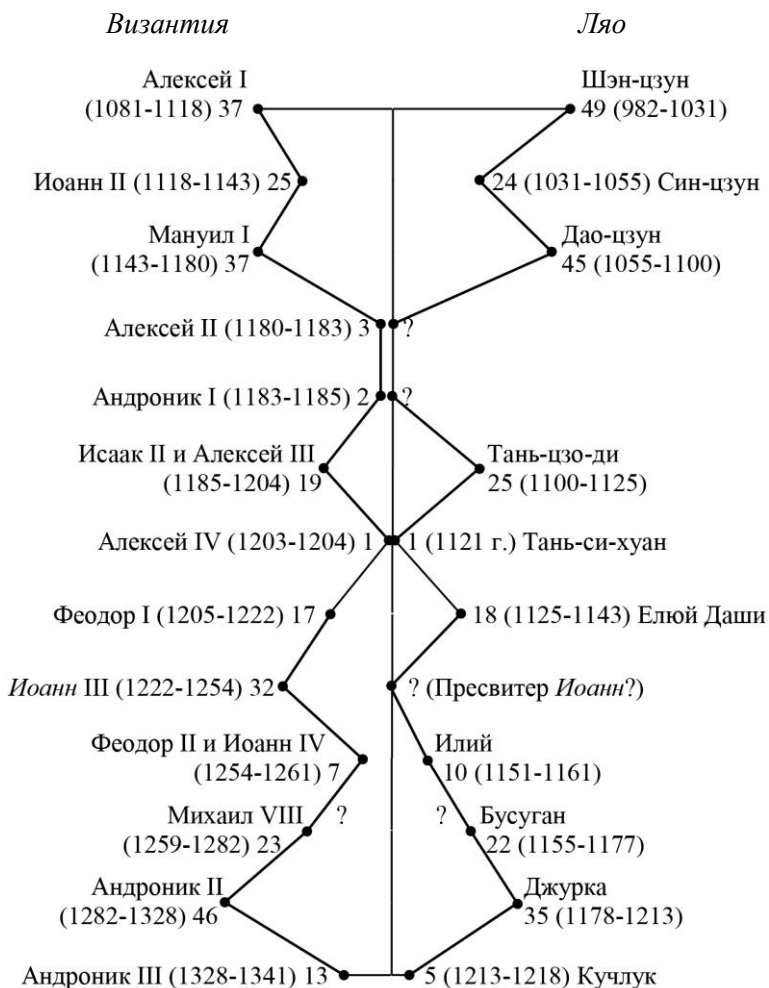 Византия Ляо
Алексей I Шэн-цзун
(1081-1118) 37 49 (982-1031)
Иоанн II (1118-1143) 25 24 (1031-1055) Син-цзун
Мануил I Дао-цзун
(1143-1180) 37 45 (1055-1100)
Алексей II (1180-1183) 3 ?
Андроник I (1183-1185) 2 ?
Исаак II и Алексей III Тань-цзо-ди
(1185-1204) 19 25 (1100-1125)
Алексей IV (1203-1204) 1 1 (1121 г.) Тань-си-хуан
Феодор I (1205-1222) 17 18 (1125-1143) Елюй Даши
Иоанн III (1222-1254) 32 ? (Пресвитер Иоанн?)
Феодор II и Иоанн IV Илий
(1254-1261) 7 10 (1151-1161)
Михаил VIII ? ? Бусуган
(1259-1282) 23 22 (1155-1177)
Андроник II Джурка
(1282-1328) 46 35 (1178-1213)
Андроник III (1328-1341) 13 5 (1213-1218) Кучлук